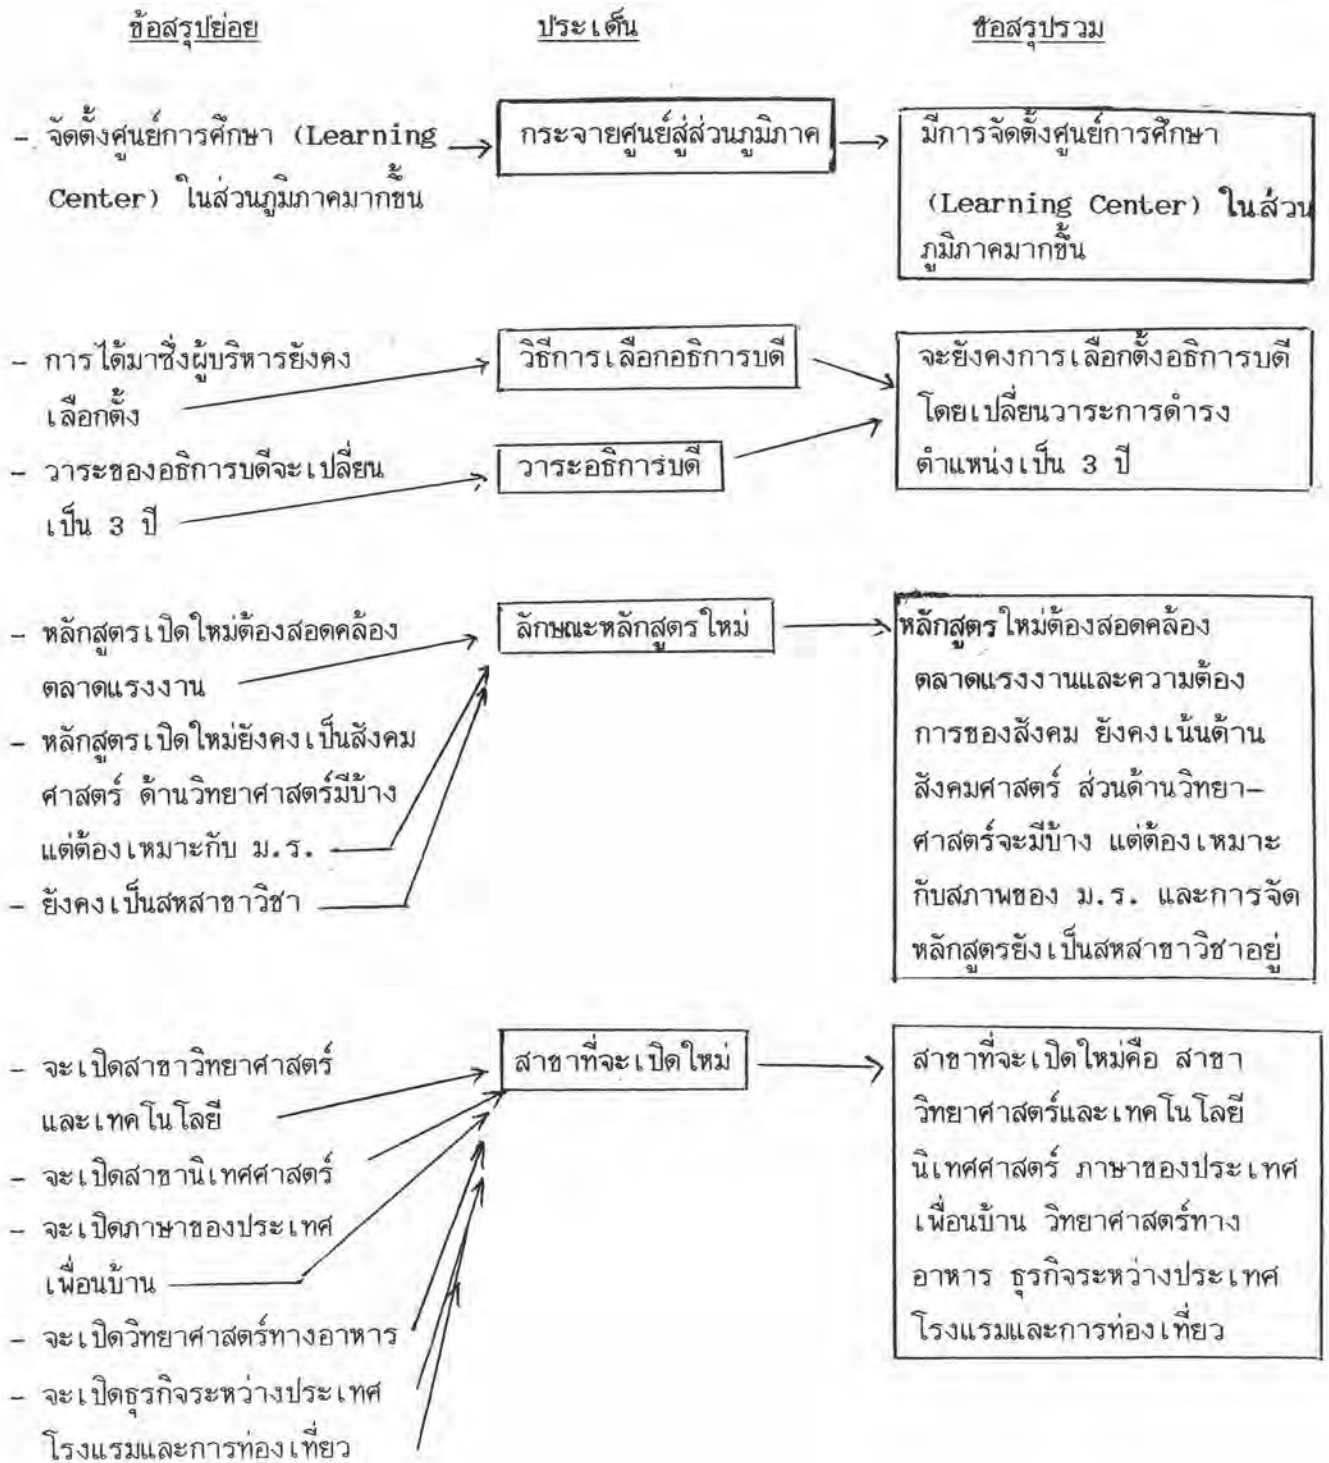 ข้อสรุปย่อย
ประเด็น
ข้อสรุปรวม
- จัดตั้งศูนย์การศึกษา (Learning
Center) ในส่วนภูมิภาคมากขึ้น
กระจายศูนย์สู่ส่วนภูมิภาค
มีการจัดตั้งศูนย์การศึกษา
(Learning Center) ในส่วน
ภูมิภาคมากขึ้น
- การได้มาซึ่งผู้บริหารยังคง
เลือกตั้ง
- วาระของอธิการบดีจะเปลี่ยน
เป็น 3 ปี
วิธีการเลือกอธิการบดี
วาระอธิการบดี
จะยังคงการเลือกตั้งอธิการบดี
โดยเปลี่ยนวาระการดำรง
ตำแหน่งเป็น 3 ปี
- หลักสูตรเปิดใหม่ต้องสอดคล้อง
ตลาดแรงงาน
- หลักสูตรเปิดใหม่ยังคงเป็นสังคม
ศาสตร์ ด้านวิทยาศาสตร์มีบ้าง
แต่ต้องเหมาะกับ ม.ร.
- ยังคงเป็นสหสาขาวิชา
ลักษณะหลักสูตรใหม่
หลักสูตรใหม่ต้องสอดคล้อง
ตลาดแรงงานและความต้อง
การของสังคม ยังคงเน้นด้าน
สังคมศาสตร์ ส่วนด้านวิทยา-
ศาสตร์จะมีบ้าง แต่ต้องเหมาะ
กับสภาพของ ม.ร. และการจัด
หลักสูตรยังเป็นสหสาขาวิชาอยู่
- จะเปิดสาขาวิทยาศาสตร์
และเทคโนโลยี
- จะเปิดสาขานิเทศศาสตร์
- จะเปิดภาษาของประเทศ
เพื่อนบ้าน
- จะเปิดวิทยาศาสตร์ทางอาหาร
- จะเปิดธุรกิจระหว่างประเทศ
โรงแรมและการท่องเที่ยว
สาขาที่จะเปิดใหม่
สาขาที่จะเปิดใหม่คือ สาขา
วิทยาศาสตร์และเทคโนโลยี
นิเทศศาสตร์ ภาษาของประเทศ
เพื่อนบ้าน วิทยาศาสตร์ทาง
อาหาร ธุรกิจระหว่างประเทศ
โรงแรมและการท่องเที่ยว